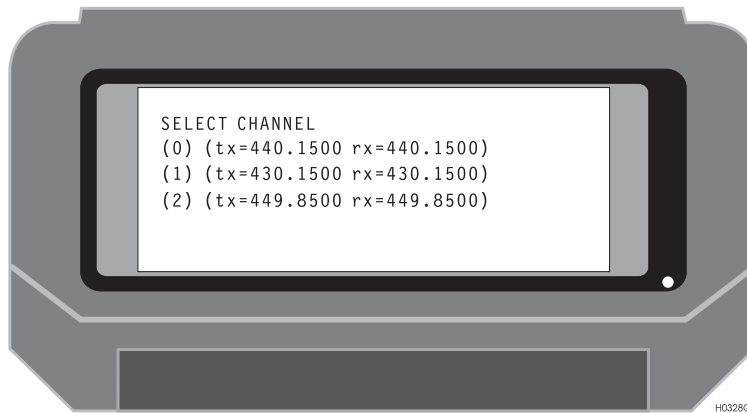 SELECT CHANNEL
(0) (tx=440.1500 rx=440.1500)
(1) (tx=430.1500 rx=430.1500)
(2) (tx=449.8500 rx=449.8500)